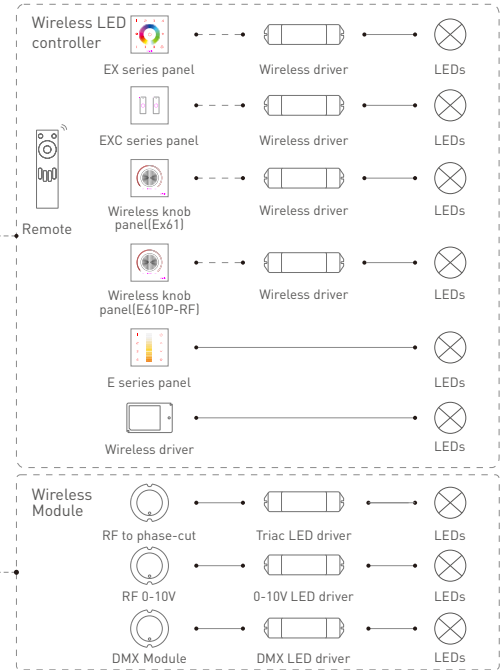 Wireless LED
controller
EX series panel
Wireless driver
LEDs
EXC series panel
Wireless driver
LEDs
Remote
Wireless knob
panel(Ex61)
Wireless driver
LEDs
Wireless knob
panel(E610P-RF)
Wireless driver
LEDs
E series panel
LEDs
Wireless driver
LEDs
Wireless
Module
RF to phase-cut
Triac LED driver
LEDs
RF 0-10V
0-10V LED driver
LEDs
DMX Module
DMX LED driver
LEDs